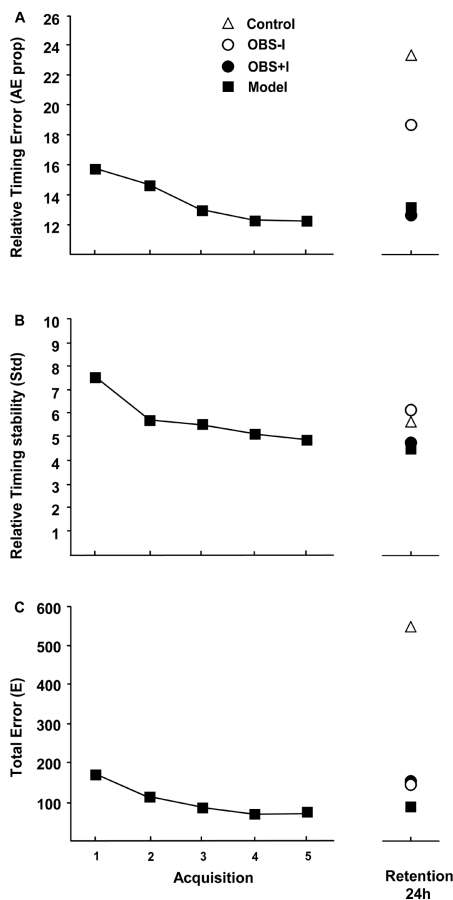 A
Relative Timing Error (AE prop)
26
24
22
20
18
16
14
12
Control
OBS-I
OBS+I
Model
B
Relative Timing stability (Std)
10
9
8
7
6
5
4
3
2
1
C
Total Error (E)
600
500
400
300
200
100
1 2 3 4 5
Acquisition
Retention
24h